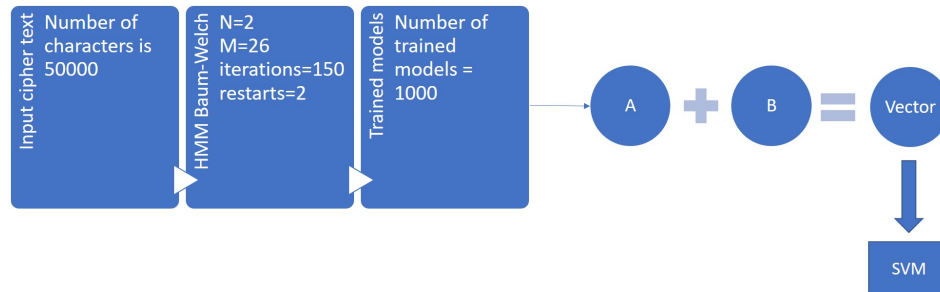 Input cipher text
Number of
characters is
50000
HMM Baum-Welch
N=2
M=26
iterations=150
restarts=2
Trained models
Number of
trained
models =
1000
A
B
Vector
SVM